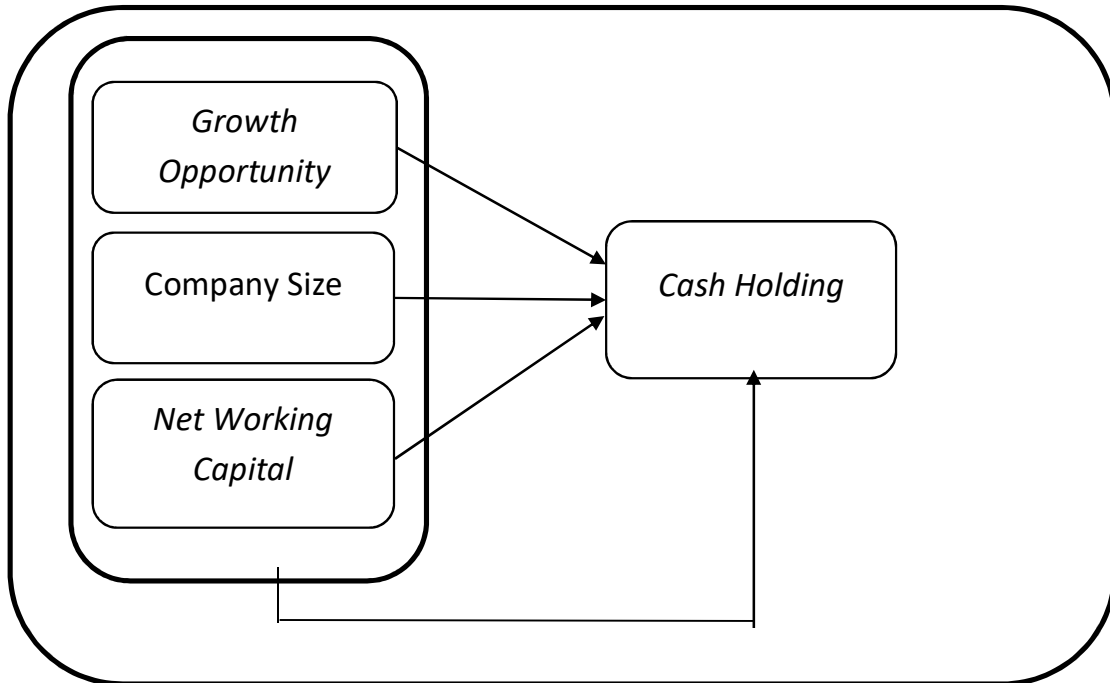 Growth
Opportunity
Company Size
Cash Holding
Net Working
Capital